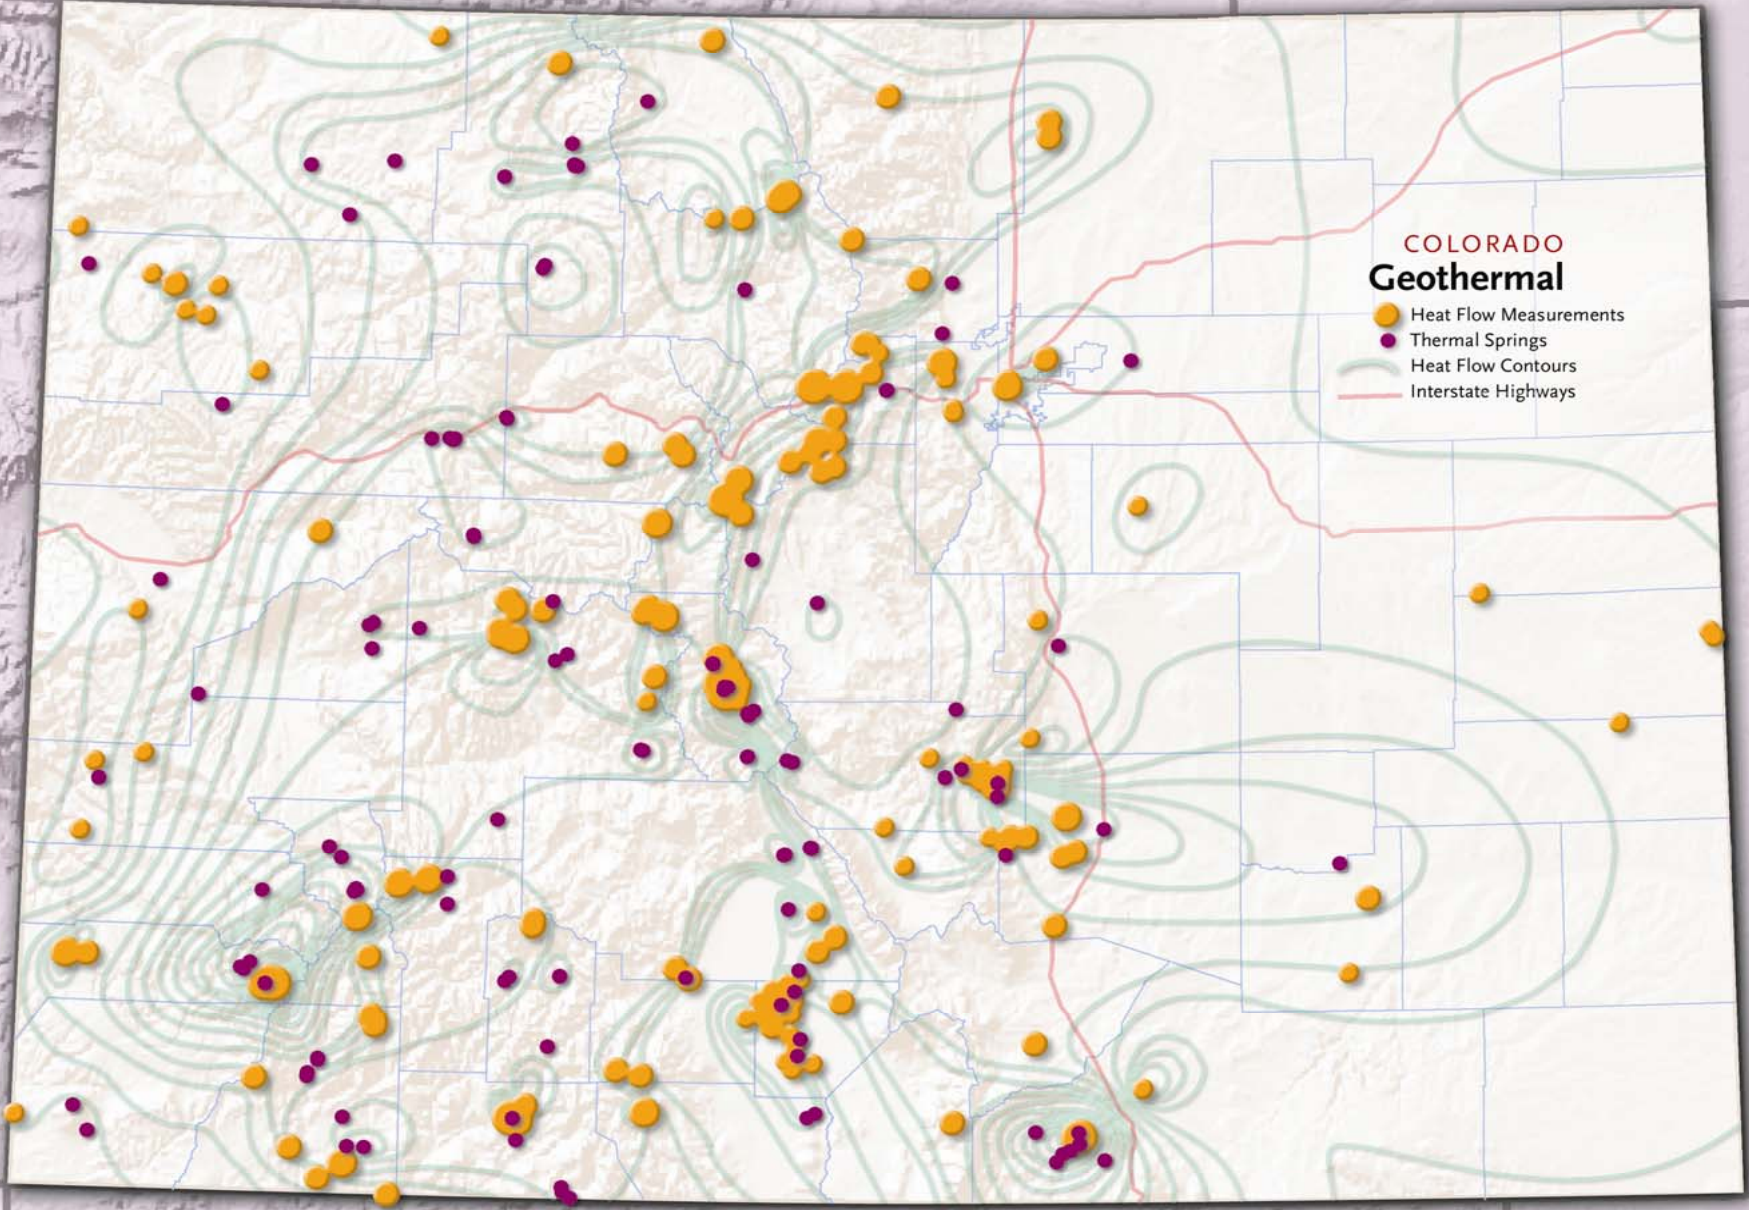 COLORADO
Geothermal
Heat Flow Measurements
Thermal Springs
Heat Flow Contours
Interstate Highways